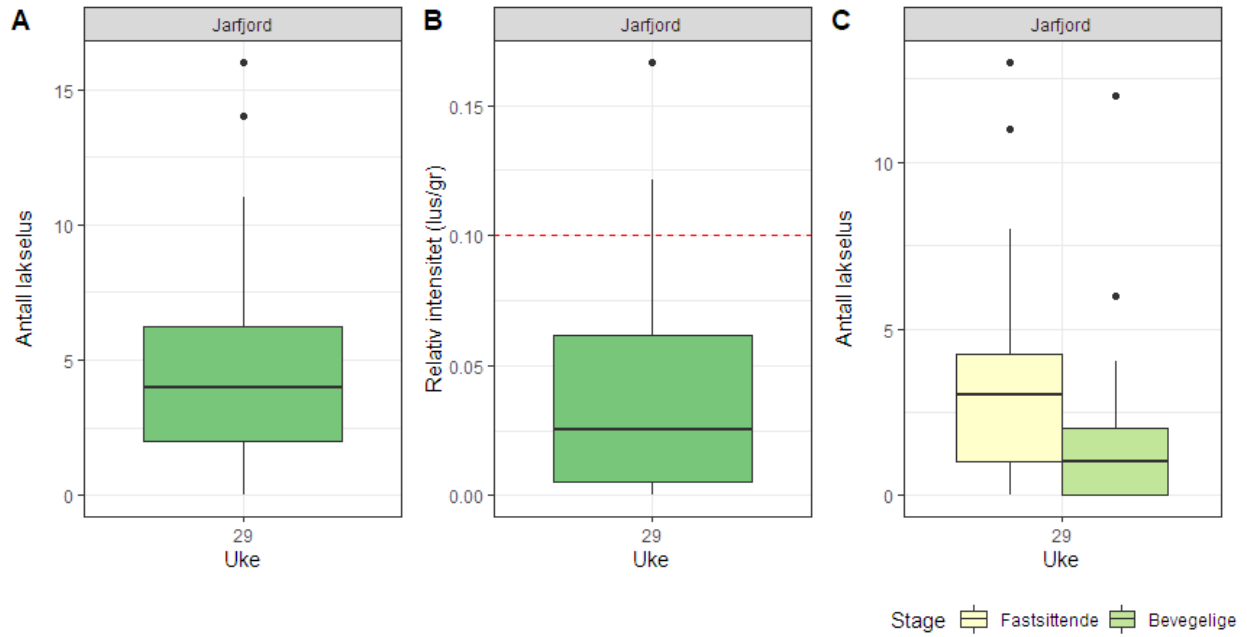 A
Jarfjord
Antall lakselus
15
10
5
0
29
Uke
B
Jarfjord
Relativ intensitet (lus/gr)
0.15
0.10
0.05
0.00
29
Uke
C
Jarfjord
Antall lakselus
10
5
0
29
Uke
Stage Fastsittende Bevegelige